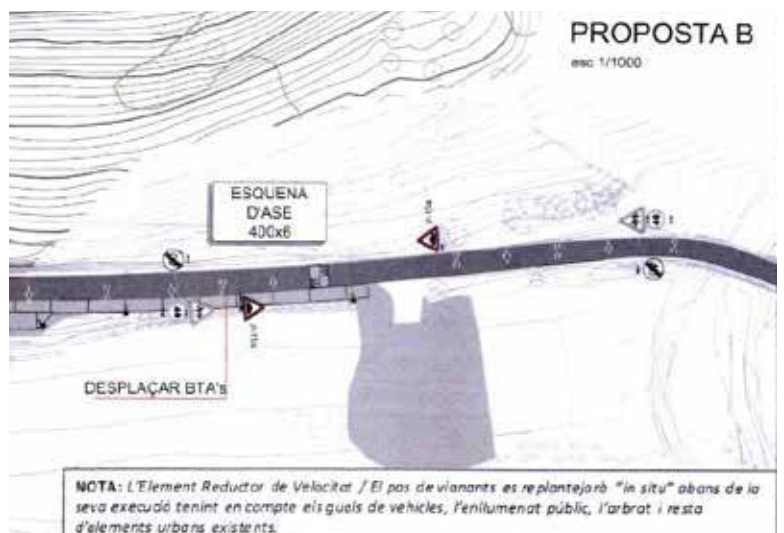 PROPOSTA B
esc 1/1000
ESQUENA
D'ASE
400x6
P-15a
P-15a
DESPLAÇAR BTA's
NOTA: L'Element Reductor de Velocitat / El pas de vianants es replantejarà "in situ" abans de la
seva execució tenint en compte els guals de vehicles, l'enllumenat públic, l'arbrat i resta
d'elements urbans existents.